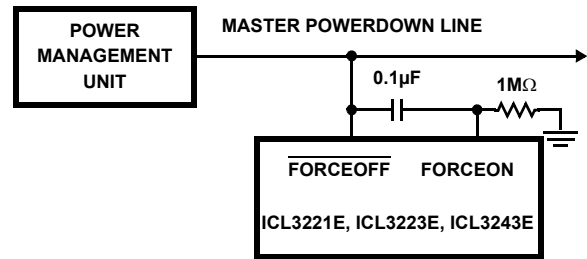 POWER
MANAGEMENT
UNIT
MASTER POWERDOWN LINE
0.1µF
1MΩ
FORCEOFF FORCEON
ICL3221E, ICL3223E, ICL3243E